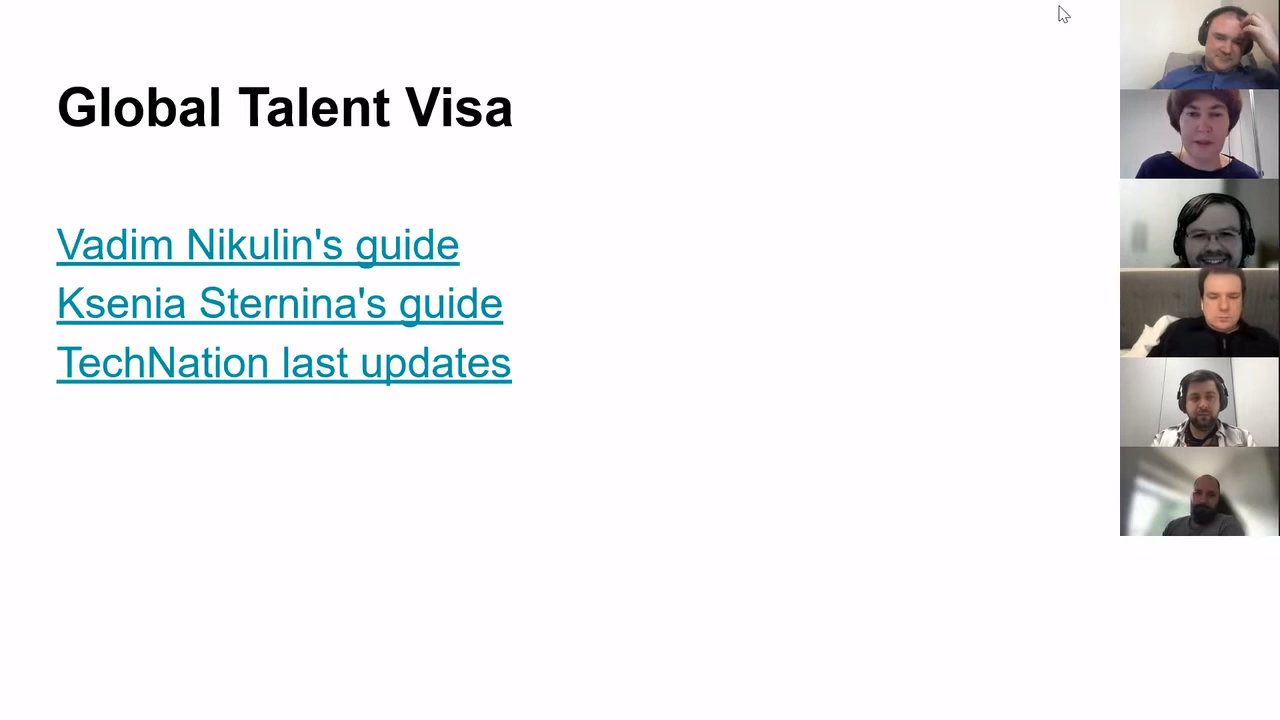 Global Talent Visa
Vadim Nikulin's guide
Ksenia Sternina's guide
TechNation last updates